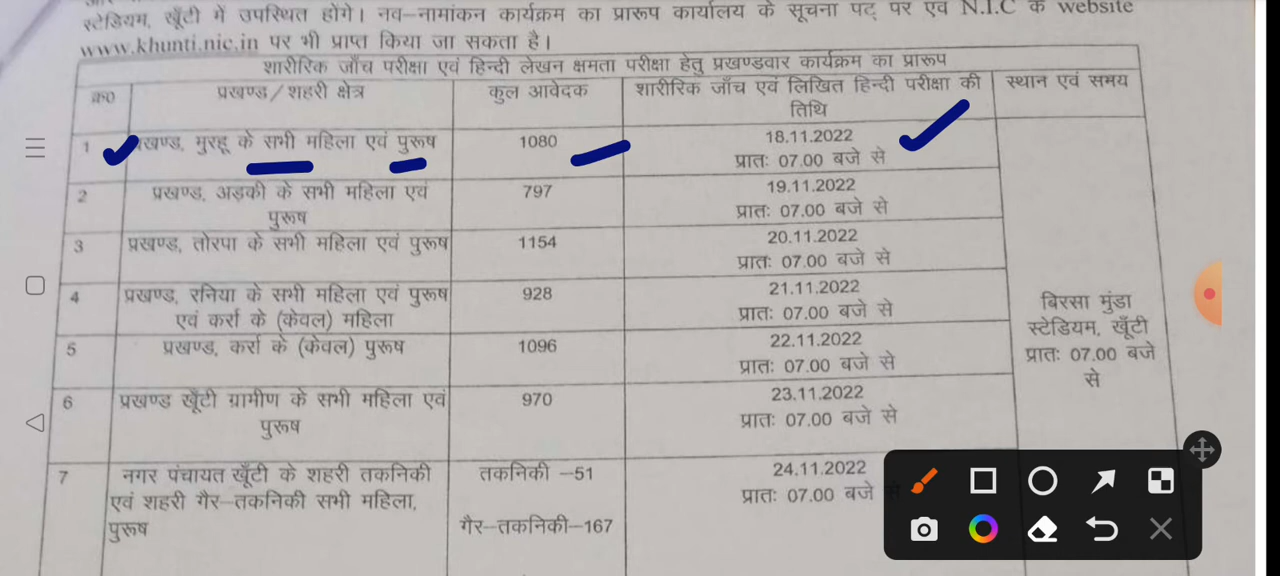 स्टेडियम, खूँटी में उपस्थित होंगे। नव–नामांकन कार्यक्रम का प्रारूप कार्यालय के सूचना पट् पर एवं N.I.C के website
www.khunti.nic.in पर भी प्राप्त किया जा सकता है।
शारीरिक जाँच परीक्षा एवं हिन्दी लेखन क्षमता परीक्षा हेतु प्रखण्डवार कार्यक्रम का प्रारूप
क्र० प्रखण्ड/शहरी क्षेत्र कुल आवेदक शारीरिक जाँच एवं लिखित हिन्दी परीक्षा की स्थान एवं समय
तिथि
1 प्रखण्ड, मुरहू के सभी महिला एवं पुरूष 1080 18.11.2022
प्रातः 07.00 बजे से
2 प्रखण्ड, अड़की के सभी महिला एवं 797 19.11.2022
पुरूष प्रातः 07.00 बजे से
3 प्रखण्ड, तोरपा के सभी महिला एवं पुरूष 1154 20.11.2022
प्रातः 07.00 बजे से
4 प्रखण्ड, रनिया के सभी महिला एवं पुरूष 928 21.11.2022
एवं कर्रा के (केवल) महिला प्रातः 07.00 बजे से
5 प्रखण्ड, कर्रा के (केवल) पुरूष 1096 22.11.2022
प्रातः 07.00 बजे से
6 प्रखण्ड खूँटी ग्रामीण के सभी महिला एवं 970 23.11.2022
पुरूष प्रातः 07.00 बजे से
7 नगर पंचायत खूँटी के शहरी तकनिकी तकनिकी –51 24.11.2022
एवं शहरी गैर–तकनिकी सभी महिला, प्रातः 07.00 बजे से
पुरूष गैर–तकनिकी–167
बिरसा मुंडा
स्टेडियम, खूँटी
प्रातः 07.00 बजे
से